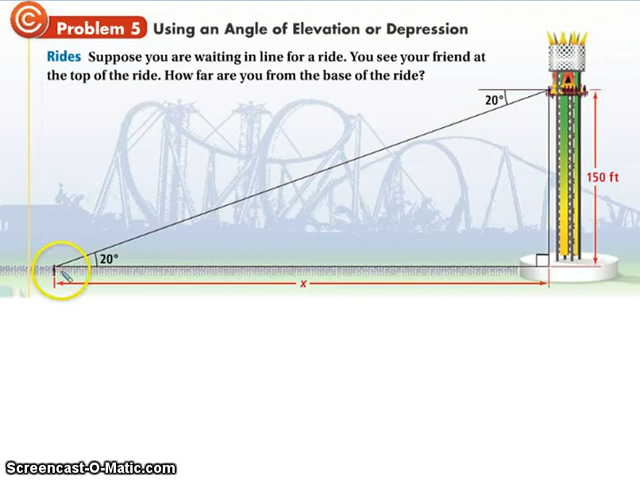 C Problem 5 Using an Angle of Elevation or Depression
Rides Suppose you are waiting in line for a ride. You see your friend at
the top of the ride. How far are you from the base of the ride?
20°
150 ft
20°
x
Screencast-O-Matic.com